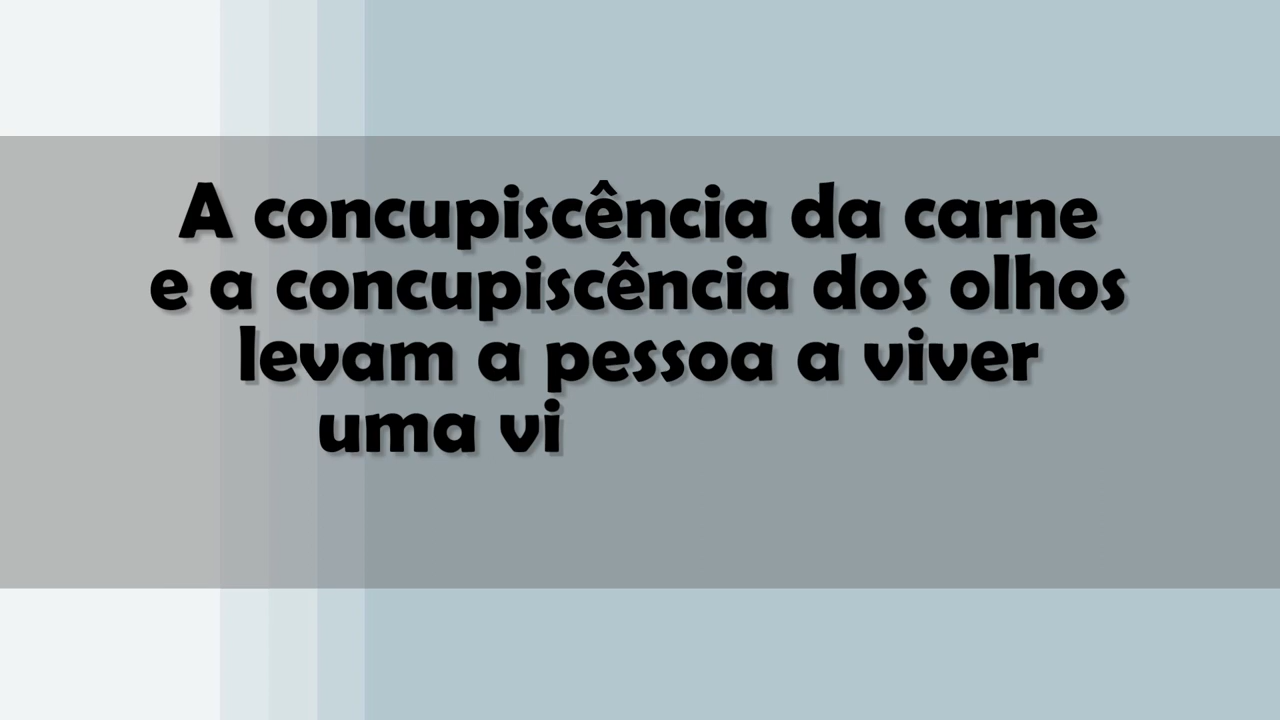 A concupiscência da carne
e a concupiscência dos olhos
levam a pessoa a viver
uma vi